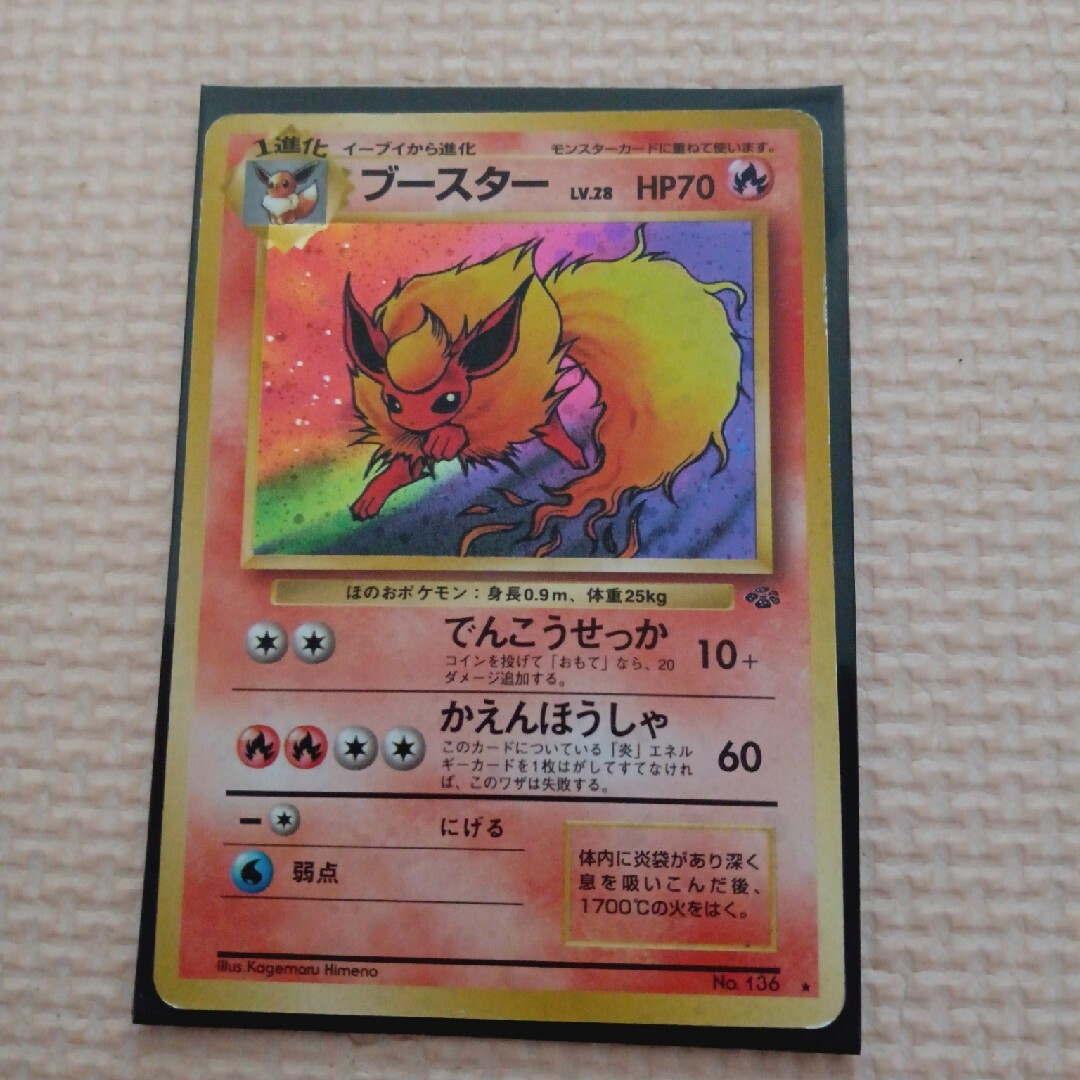 1進化 イーブイから進化 モンスターカードに重ねて使います。
ブースター LV.28 HP70
ほのおポケモン：身長0.9m、体重25kg
でんこうせっか 10+
コインを投げて「おもて」なら、20
ダメージ追加する。
かえんほうしゃ 60
このカードについている「炎」エネル
ギーカードを1枚はがしてすてなけれ
ば、このワザは失敗する。
ー にげる
弱点
体内に炎袋があり深く
息を吸いこんだ後、
1700℃の火をはく。
Illus.Kagemaru Himeno
No. 136 ★